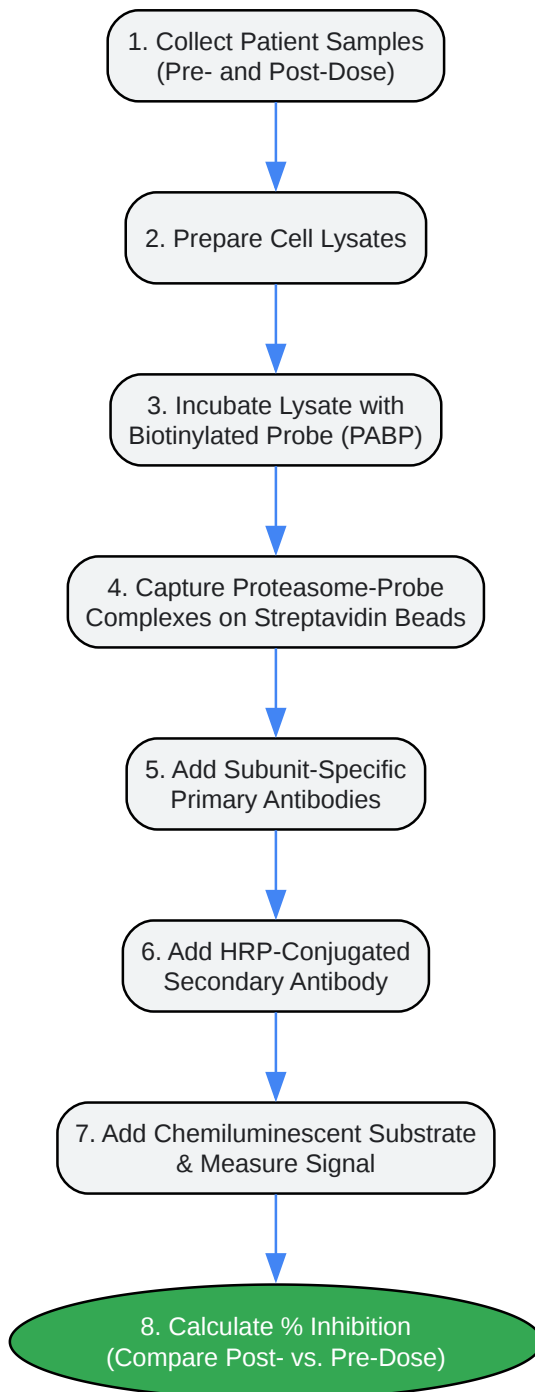 1. Collect Patient Samples
(Pre- and Post-Dose)
2. Prepare Cell Lysates
3. Incubate Lysate with
Biotinylated Probe (PABP)
4. Capture Proteasome-Probe
Complexes on Streptavidin Beads
5. Add Subunit-Specific
Primary Antibodies
6. Add HRP-Conjugated
Secondary Antibody
7. Add Chemiluminescent Substrate
& Measure Signal
8. Calculate % Inhibition
(Compare Post- vs. Pre-Dose)